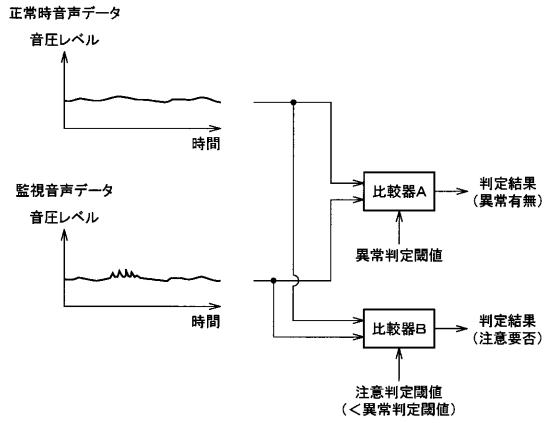 正常時音声データ
音圧レベル
時間
監視音声データ
音圧レベル
時間
比較器A
判定結果
(異常有無)
異常判定閾値
比較器B
判定結果
(注意要否)
注意判定閾値
(<異常判定閾値)